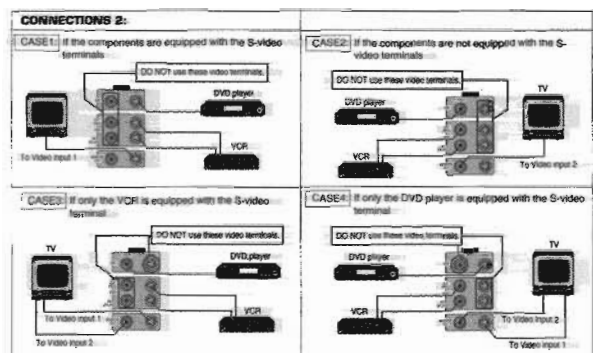 CONNECTIONS 2:
CASE1: If the components are equipped with the S-video
terminals
DO NOT use these video terminals.
DVD player
VCR
To Video input 1
CASE2: If the components are not equipped with the S-
video terminals
DO NOT use these video terminals.
TV
DVD player
VCR
To Video input 2
CASE3: If only the VCR is equipped with the S-video
terminal
TV
DO NOT use these video terminals.
DVD player
VCR
To Video input 1
To Video input 2
CASE4: If only the DVD player is equipped with the S-video
terminal
DO NOT use these video terminals.
TV
DVD player
VCR
To Video input 2
To Video input 1